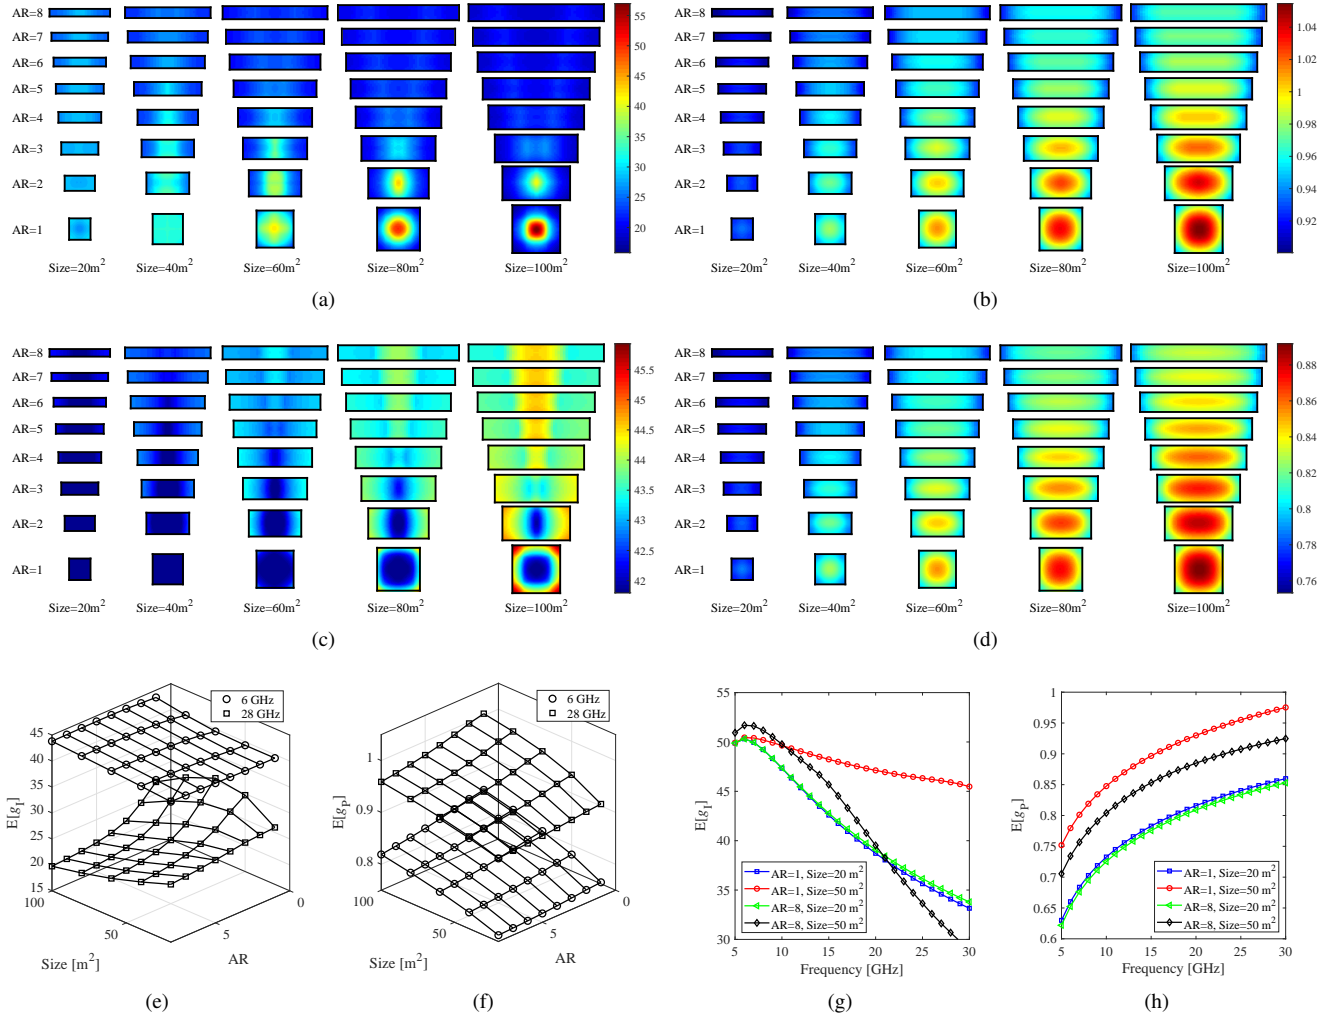 AR=8
AR=7
AR=6
AR=5
AR=4
AR=3
AR=2
AR=1
Size=20m² Size=40m² Size=60m² Size=80m² Size=100m²
55
50
45
40
35
30
25
20
(a)
AR=8
AR=7
AR=6
AR=5
AR=4
AR=3
AR=2
AR=1
Size=20m² Size=40m² Size=60m² Size=80m² Size=100m²
1.04
1.02
1
0.98
0.96
0.94
0.92
(b)
AR=8
AR=7
AR=6
AR=5
AR=4
AR=3
AR=2
AR=1
Size=20m² Size=40m² Size=60m² Size=80m² Size=100m²
45.5
45
44.5
44
43.5
43
42.5
42
(c)
AR=8
AR=7
AR=6
AR=5
AR=4
AR=3
AR=2
AR=1
Size=20m² Size=40m² Size=60m² Size=80m² Size=100m²
0.88
0.86
0.84
0.82
0.8
0.78
0.76
(d)
6 GHz
28 GHz
45
40
35
30
25
20
15
E[g_I]
100
50
0
5
Size [m²]
AR
(e)
6 GHz
28 GHz
1
0.9
0.8
0.7
E[g_P]
100
50
0
5
Size [m²]
AR
(f)
55
50
45
40
35
30
E[g_I]
AR=1, Size=20 m²
AR=1, Size=50 m²
AR=8, Size=20 m²
AR=8, Size=50 m²
5 10 15 20 25 30
Frequency [GHz]
(g)
1
0.95
0.9
0.85
0.8
0.75
0.7
0.65
0.6
E[g_P]
AR=1, Size=20 m²
AR=1, Size=50 m²
AR=8, Size=20 m²
AR=8, Size=50 m²
5 10 15 20 25 30
Frequency [GHz]
(h)